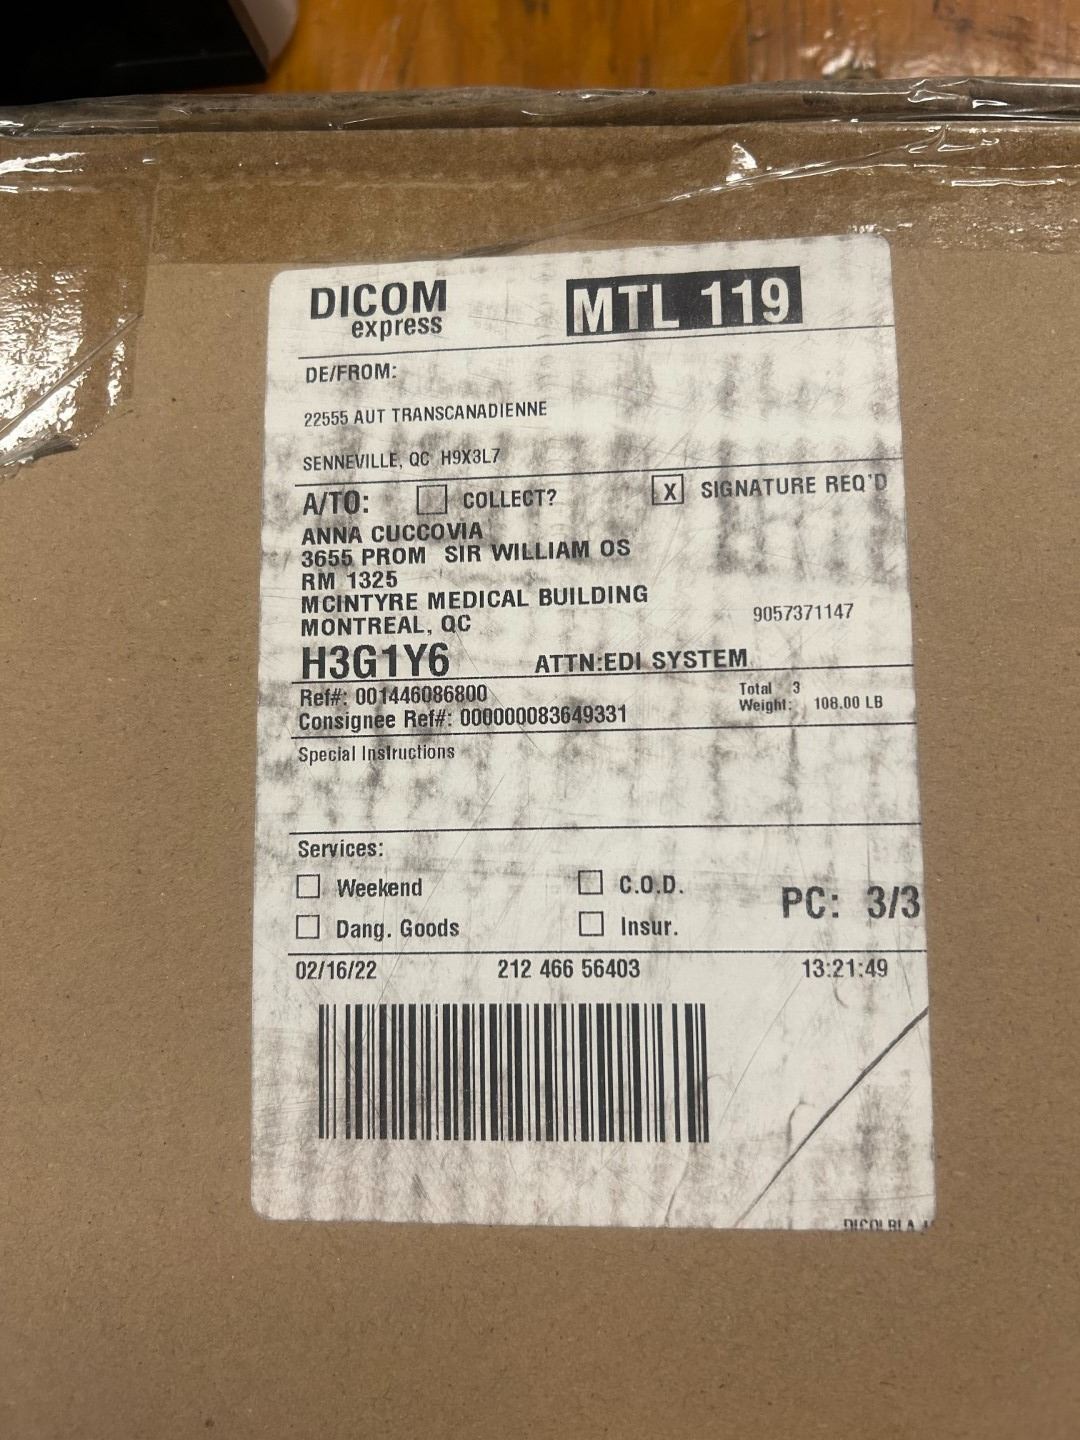 DICOM
express
MTL 119
DE/FROM:
22555 AUT TRANSCANADIENNE
SENNEVILLE, QC H9X3L7
A/TO: COLLECT? X SIGNATURE REQ'D
ANNA CUCCOVIA
3655 PROM SIR WILLIAM OS
RM 1325
MCINTYRE MEDICAL BUILDING
9057371147
MONTREAL, QC
H3G1Y6 ATTN:EDI SYSTEM
Ref#: 001446086800 Total 3
Consignee Ref#: 000000083649331 Weight: 108.00 LB
Special Instructions
Services:
Weekend C.O.D.
PC: 3/3
Dang. Goods Insur.
02/16/22 212 466 56403 13:21:49